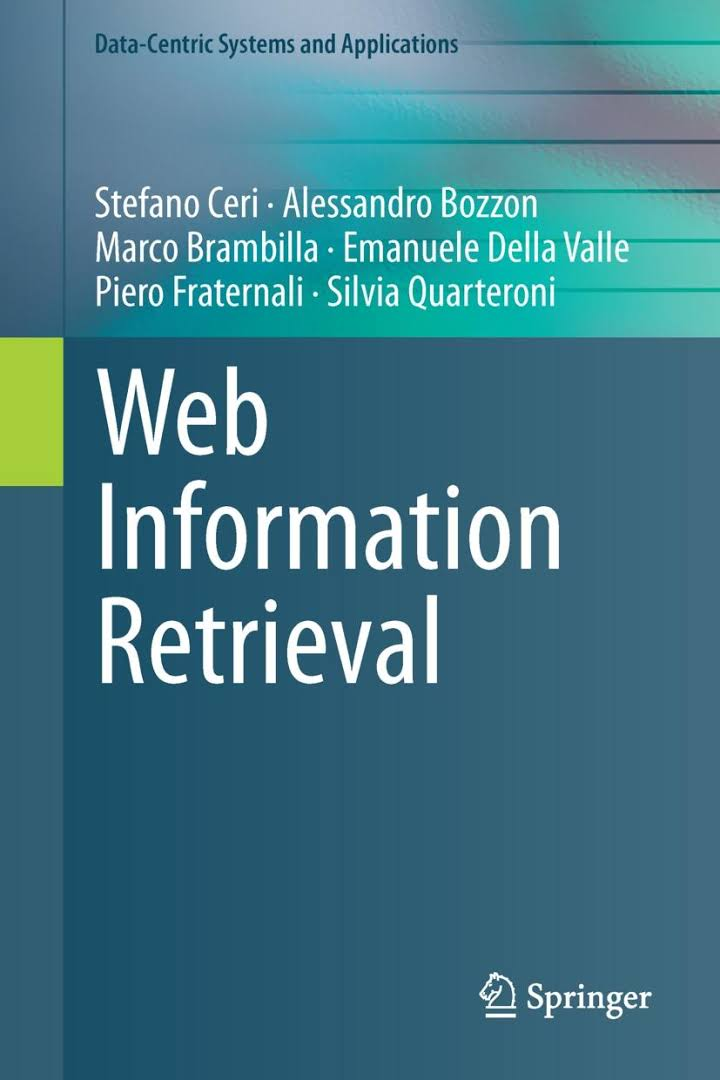 Data-Centric Systems and Applications
Stefano Ceri · Alessandro Bozzon
Marco Brambilla · Emanuele Della Valle
Piero Fraternali · Silvia Quarteroni
Web
Information
Retrieval
Springer